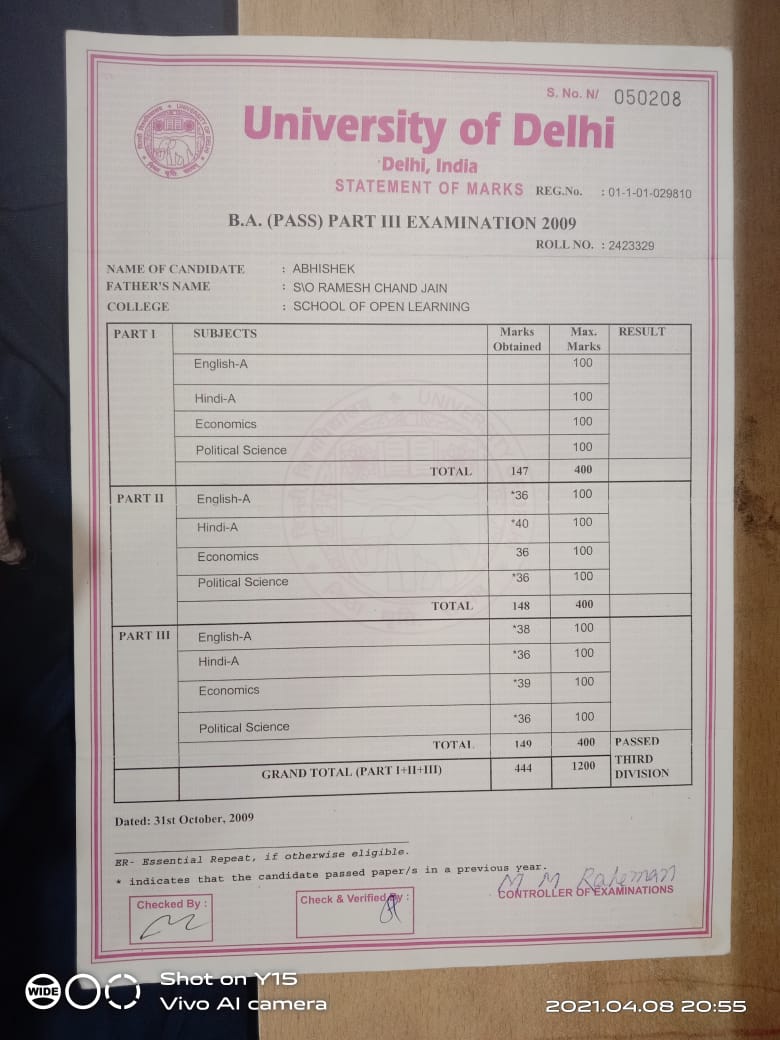 S. No. N/ 050208
University of Delhi
Delhi, India
STATEMENT OF MARKS REG.No. : 01-1-01-029810
B.A. (PASS) PART III EXAMINATION 2009
ROLL NO. : 2423329
NAME OF CANDIDATE : ABHISHEK
FATHER'S NAME : S\O RAMESH CHAND JAIN
COLLEGE : SCHOOL OF OPEN LEARNING
PART I SUBJECTS Marks Obtained Max. Marks RESULT
English-A 100
Hindi-A 100
Economics 100
Political Science 100
TOTAL 147 400
PART II English-A *36 100
Hindi-A *40 100
Economics 36 100
Political Science *36 100
TOTAL 148 400
PART III English-A *38 100
Hindi-A *36 100
Economics *39 100
Political Science *36 100
TOTAL 149 400 PASSED
GRAND TOTAL (PART I+II+III) 444 1200 THIRD DIVISION
Dated: 31st October, 2009
ER- Essential Repeat, if otherwise eligible.
* indicates that the candidate passed paper/s in a previous year.
M M Rahman
CONTROLLER OF EXAMINATIONS
Checked By :
Check & Verified By :
WIDE
Shot on Y15
Vivo AI camera
2021.04.08 20:55